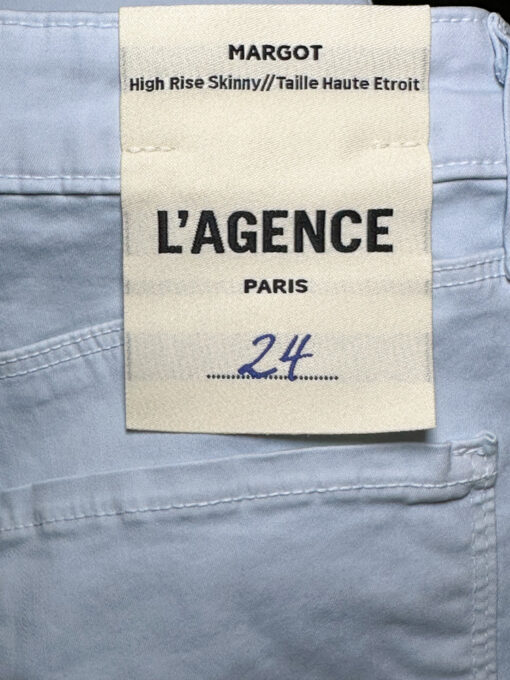 MARGOT
High Rise Skinny//Taille Haute Etroit
L'AGENCE
PARIS
24